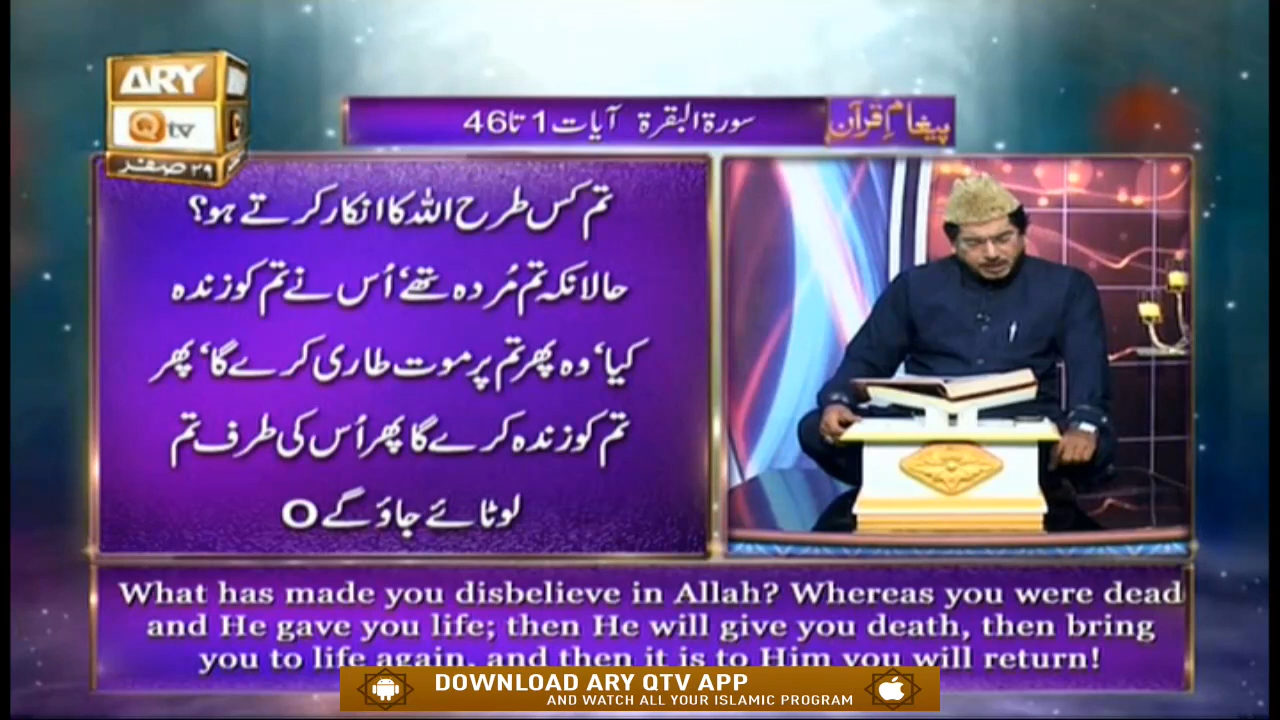 ARY
Qtv
۲۹ صفر
پیغامِ قرآن
سورۃ البقرۃ آیات 1 تا 46
تم کس طرح اللہ کا انکار کرتے ہو؟
حالانکہ تم مُردہ تھے‘ اُس نے تم کو زندہ
کیا‘ وہ پھر تم پر موت طاری کرے گا‘ پھر
تم کو زندہ کرے گا پھر اُس کی طرف تم
لوٹائے جاؤ گے O
What has made you disbelieve in Allah? Whereas you were dead
and He gave you life; then He will give you death, then bring
you to life again, and then it is to Him you will return!
DOWNLOAD ARY QTV APP
AND WATCH ALL YOUR ISLAMIC PROGRAM